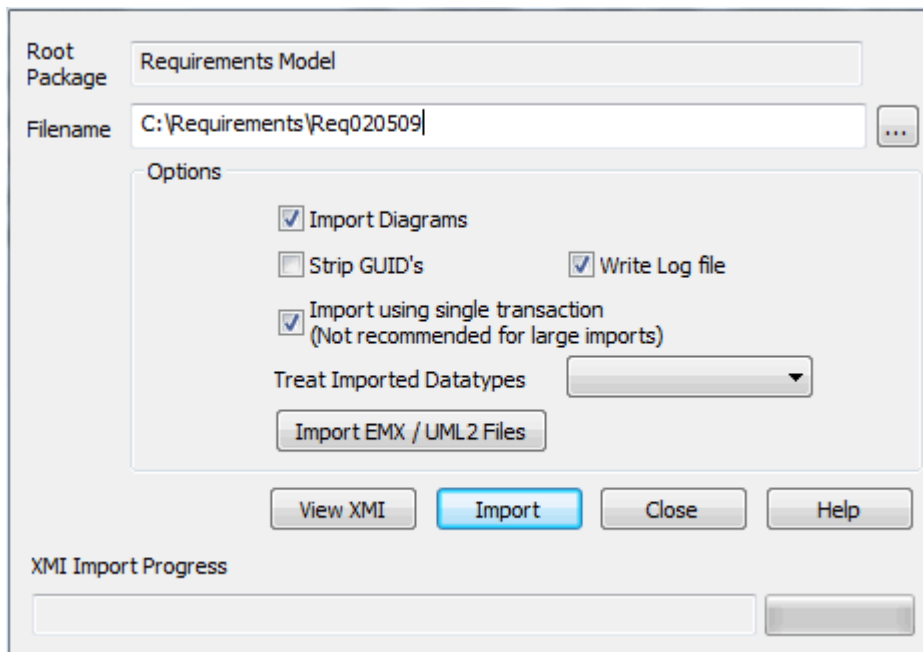 Root
Package
Requirements Model
Filename
C:\Requirements\Req020509
...
Options
Import Diagrams
Strip GUID's
Write Log file
Import using single transaction
(Not recommended for large imports)
Treat Imported Datatypes
Import EMX / UML2 Files
View XMI
Import
Close
Help
XMI Import Progress